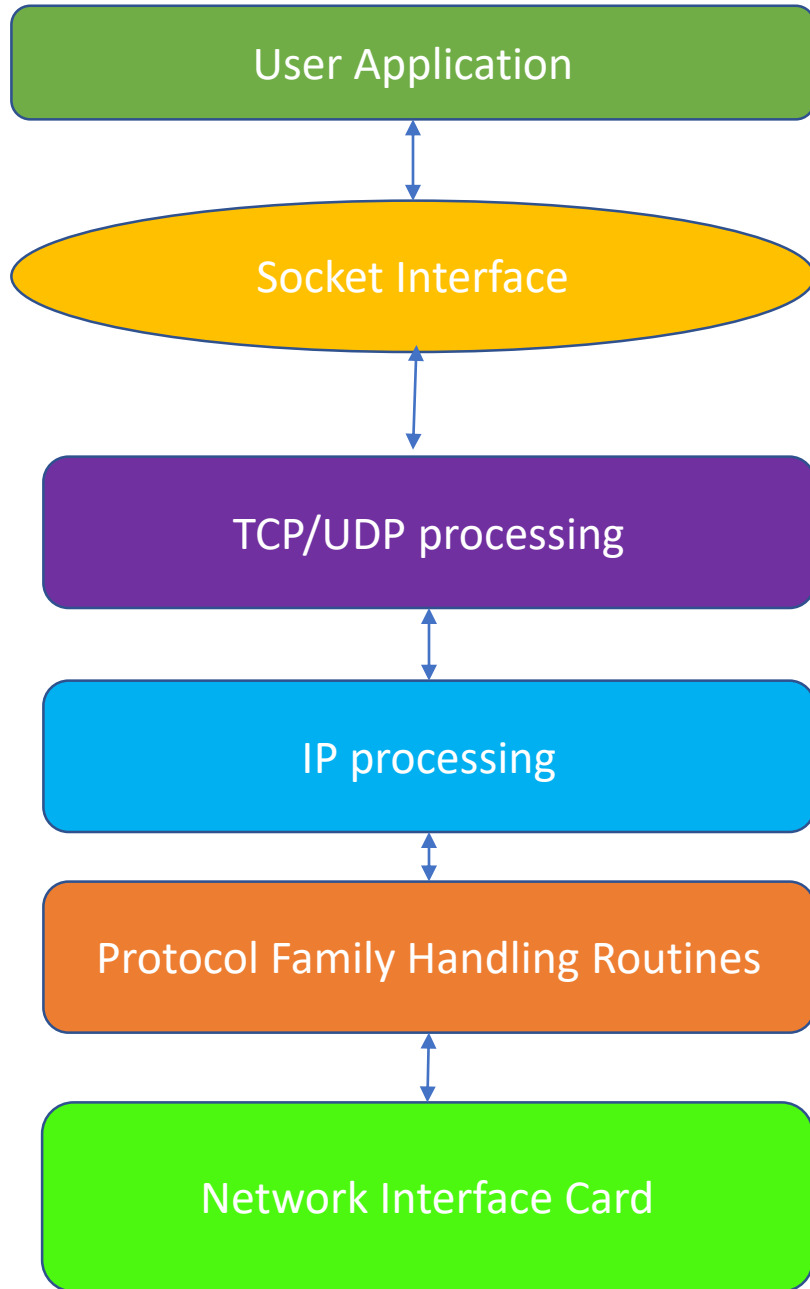 User Application
Socket Interface
TCP/UDP processing
IP processing
Protocol Family Handling Routines
Network Interface Card